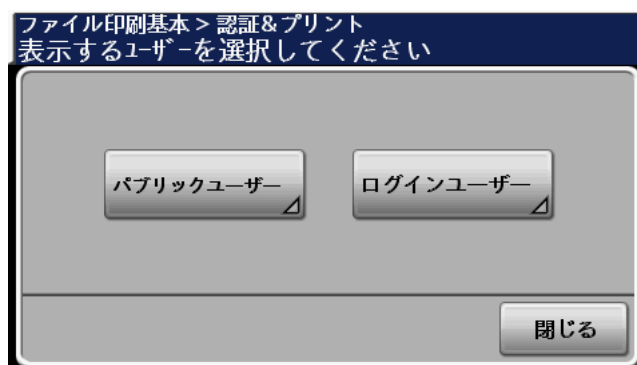 ファイル印刷基本 > 認証&プリント
表示するﾕｰｻﾞｰを選択してください
パブリックユーザー
ログインユーザー
閉じる